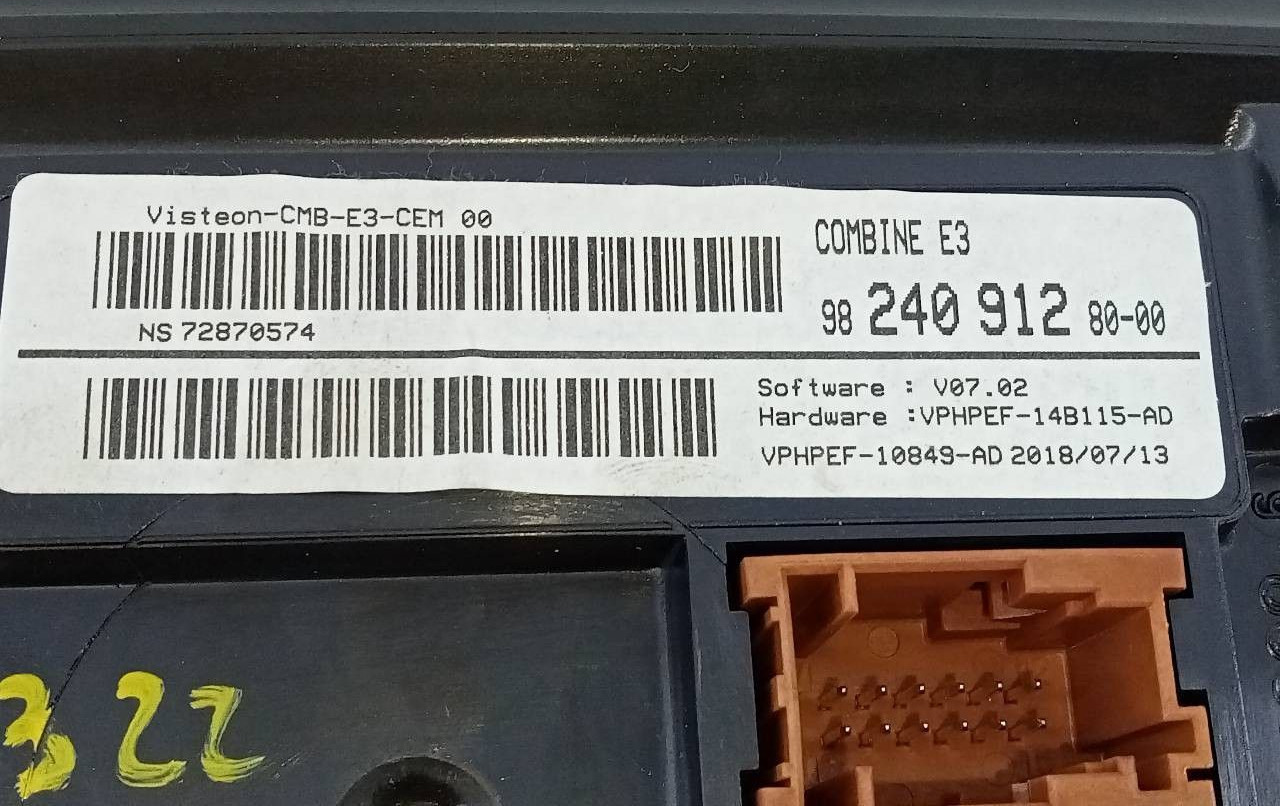 Visteon-CMB-E3-CEM 00
NS 72870574
COMBINE E3
98 240 912 80-00
Software : V07.02
Hardware :VPHPEF-14B115-AD
VPHPEF-10849-AD 2018/07/13
322